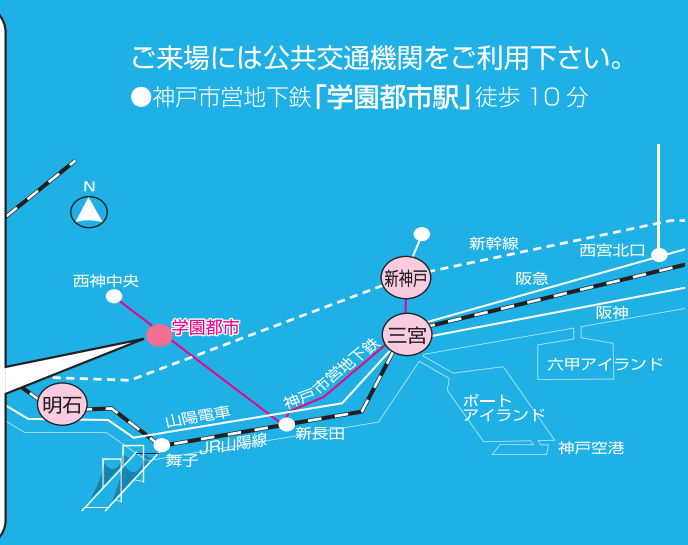 ご来場には公共交通機関をご利用下さい。
●神戸市営地下鉄「学園都市駅」徒歩 10 分
N
新幹線
西宮北口
新神戸
阪急
西神中央
阪神
学園都市
三宮
神戸市営地下鉄
六甲アイランド
明石
ポート
アイランド
山陽電車
新長田
JR山陽線
神戸空港
舞子